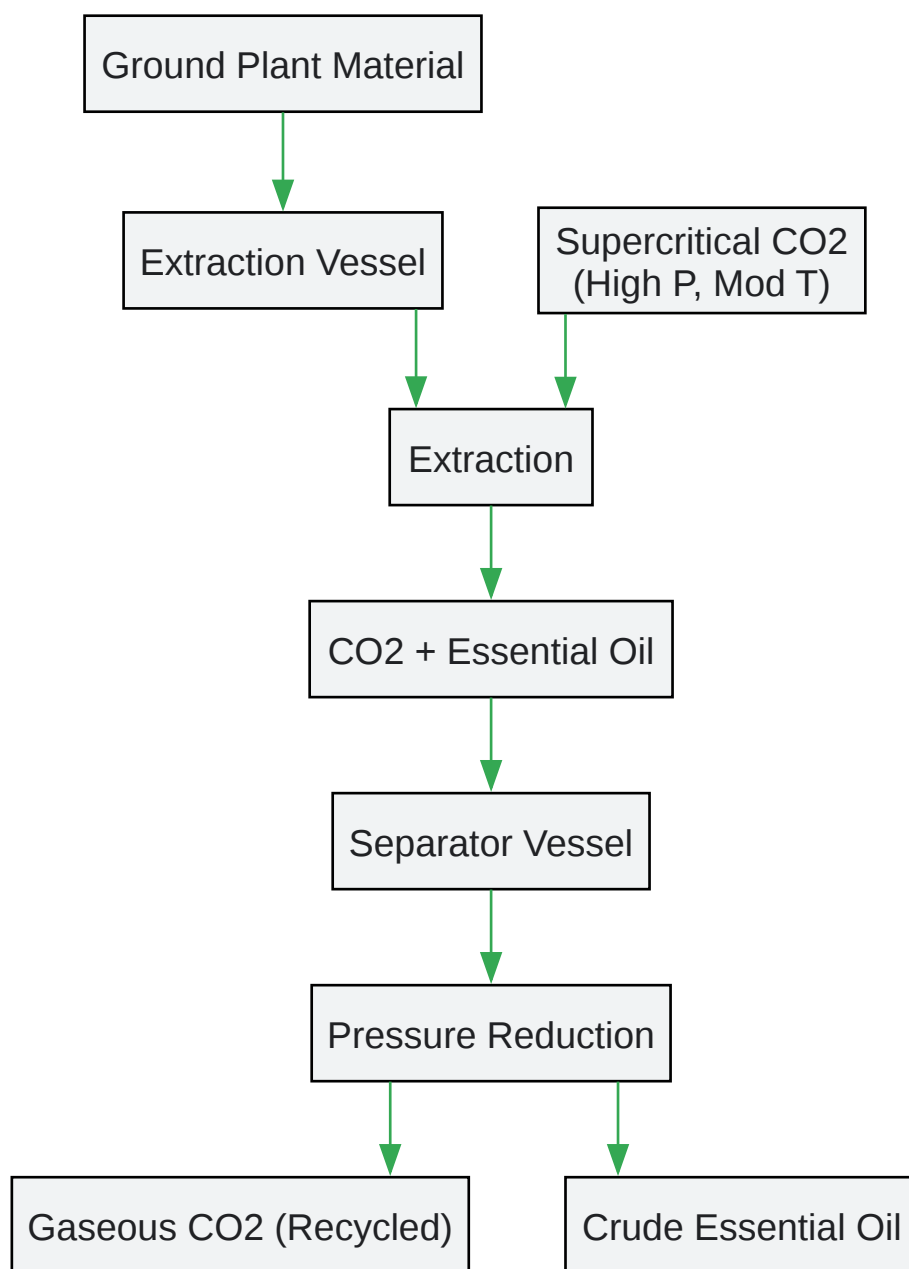 Ground Plant Material
Extraction Vessel
Supercritical CO2
(High P, Mod T)
Extraction
CO2 + Essential Oil
Separator Vessel
Pressure Reduction
Gaseous CO2 (Recycled)
Crude Essential Oil